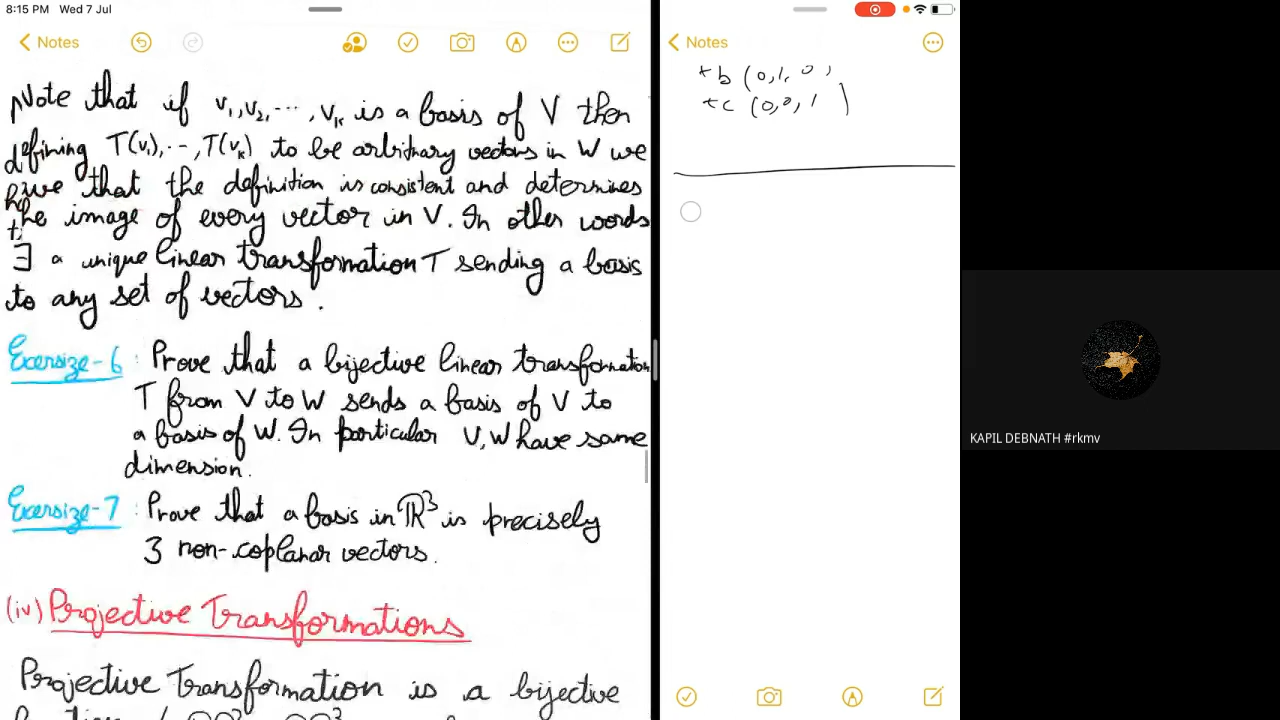 8:15 PM Wed 7 Jul
Notes
Note that if v₁, v₂, ..., vₖ is a basis of V then
defining T(v₁), .., T(vₖ) to be arbitrary vectors in W we
have that the definition is consistent and determines
the image of every vector in V. In other words
∃ a unique linear transformation T sending a basis
to any set of vectors.
Exersize-6 : Prove that a bijective linear transformation
T from V to W sends a basis of V to
a basis of W. In particular V, W have same
dimension.
Exersize-7 : Prove that a basis in ℝ³ is precisely
3 non-coplanar vectors.
(iv) Projective Transformations
Projective Transformation is a bijective
Notes
+b (0,1,0)
+c (0,0,1)
KAPIL DEBNATH #rkmv